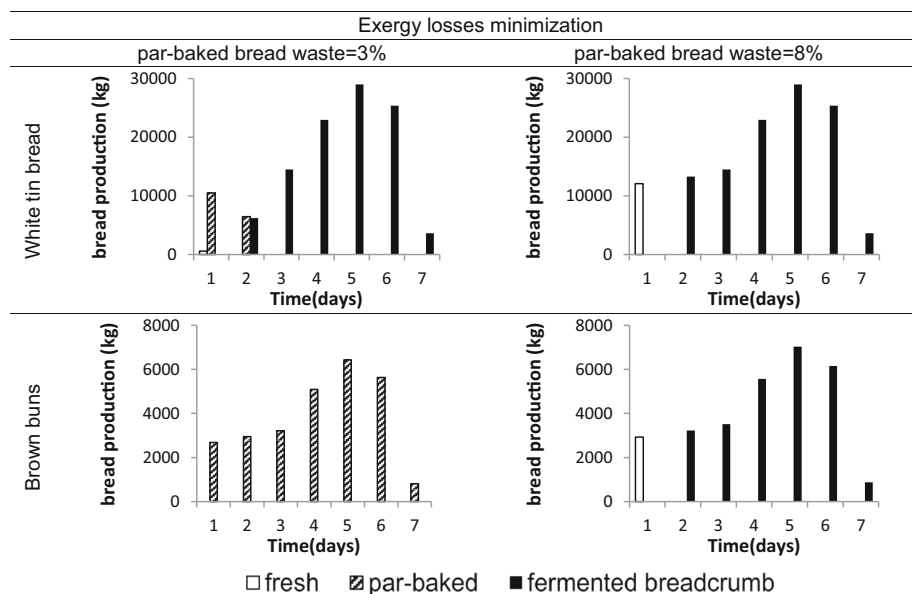 Exergy losses minimization
par-baked bread waste=3%
par-baked bread waste=8%
White tin bread
bread production (kg)
30000
20000
10000
0
1 2 3 4 5 6 7
Time(days)
bread production (kg)
30000
20000
10000
0
1 2 3 4 5 6 7
Time(days)
Brown buns
bread production (kg)
8000
6000
4000
2000
0
1 2 3 4 5 6 7
Time(days)
bread production (kg)
8000
6000
4000
2000
0
1 2 3 4 5 6 7
Time(days)
fresh par-baked fermented breadcrumb